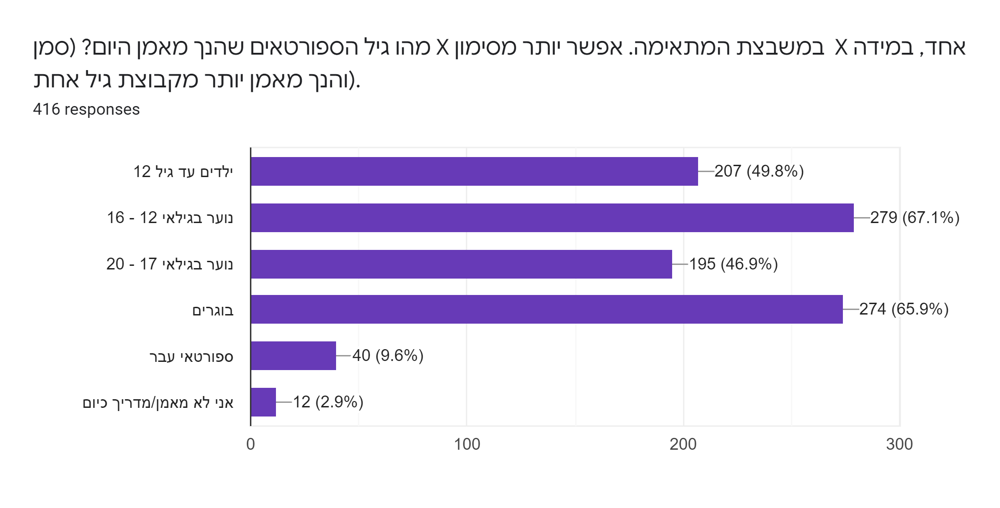 מהו גיל הספורטאים שהנך מאמן היום? (סמן X במשבצת המתאימה. אפשר יותר מסימון X אחד, במידה
והנך מאמן יותר מקבוצת גיל אחת).
416 responses
ילדים עד גיל 12
207 (49.8%)
נוער בגילאי 12 - 16
279 (67.1%)
נוער בגילאי 17 - 20
195 (46.9%)
בוגרים
274 (65.9%)
ספורטאי עבר
40 (9.6%)
אני לא מאמן/מדריך כיום
12 (2.9%)
0 100 200 300